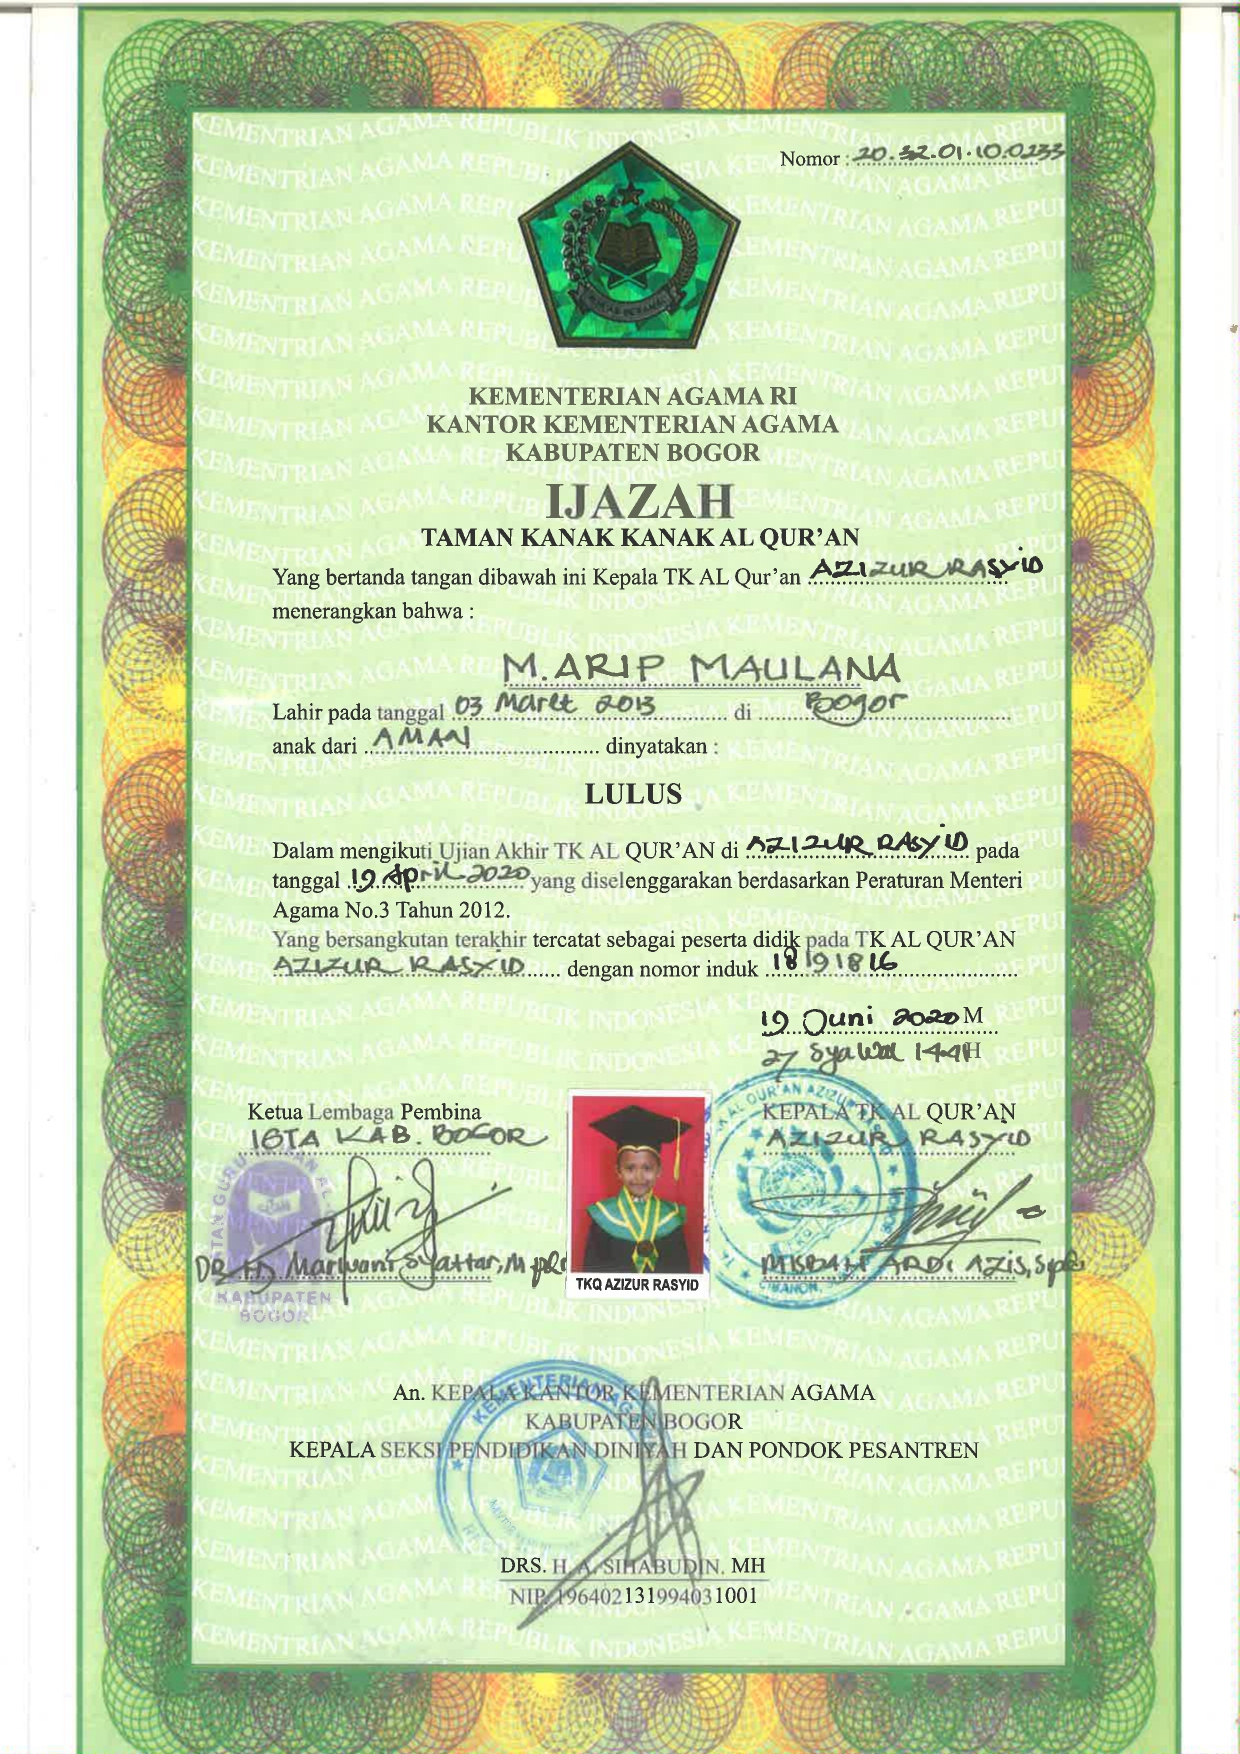 Nomor : 20.32.01.10.0233
KEMENTERIAN AGAMA RI
KANTOR KEMENTERIAN AGAMA
KABUPATEN BOGOR
IJAZAH
TAMAN KANAK KANAK AL QUR'AN
Yang bertanda tangan dibawah ini Kepala TK AL Qur'an AZIZUR RASYID
menerangkan bahwa :
M. ARIP MAULANA
Lahir pada tanggal 03 Maret 2013 di Bogor
anak dari AMAN dinyatakan :
LULUS
Dalam mengikuti Ujian Akhir TK AL QUR'AN di AZIZUR RASYID pada
tanggal 19 April 2020 yang diselenggarakan berdasarkan Peraturan Menteri
Agama No.3 Tahun 2012.
Yang bersangkutan terakhir tercatat sebagai peserta didik pada TK AL QUR'AN
AZIZUR RASYID dengan nomor induk 18191816
19 Juni 2020 M
27 Syawal 1441 H
Ketua Lembaga Pembina
IGTA KAB. BOGOR
KEPALA TK AL QUR'AN
AZIZUR RASYID
KABUPATEN
BOGOR
TKQ AZIZUR RASYID
MISBAH ARDI AZIS,
An. KEPALA KANTOR KEMENTERIAN AGAMA
KABUPATEN BOGOR
KEPALA SEKSI PENDIDIKAN DINIYAH DAN PONDOK PESANTREN
DRS. H. A. SIHABUDIN. MH
NIP. 196402131994031001